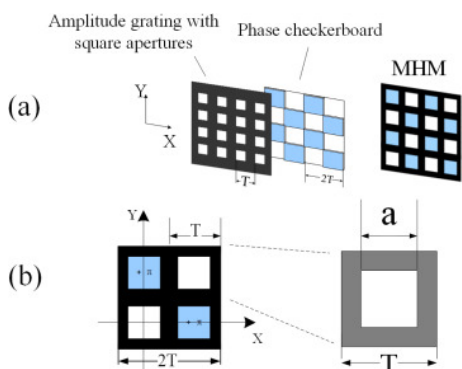 Amplitude grating with
square apertures
Phase checkerboard
MHM
(a)
Y
X
T
2T
(b)
Y
T
+ π
+ π
X
2T
a
T